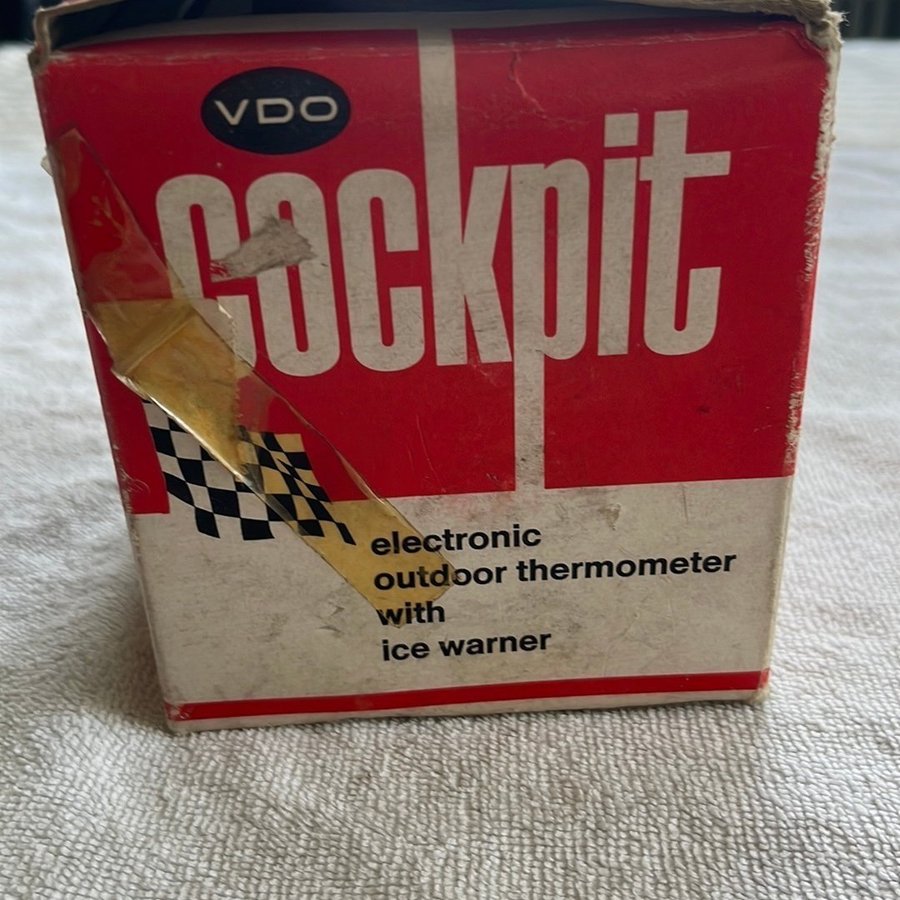 VDO
cockpit
electronic
outdoor thermometer
with
ice warner